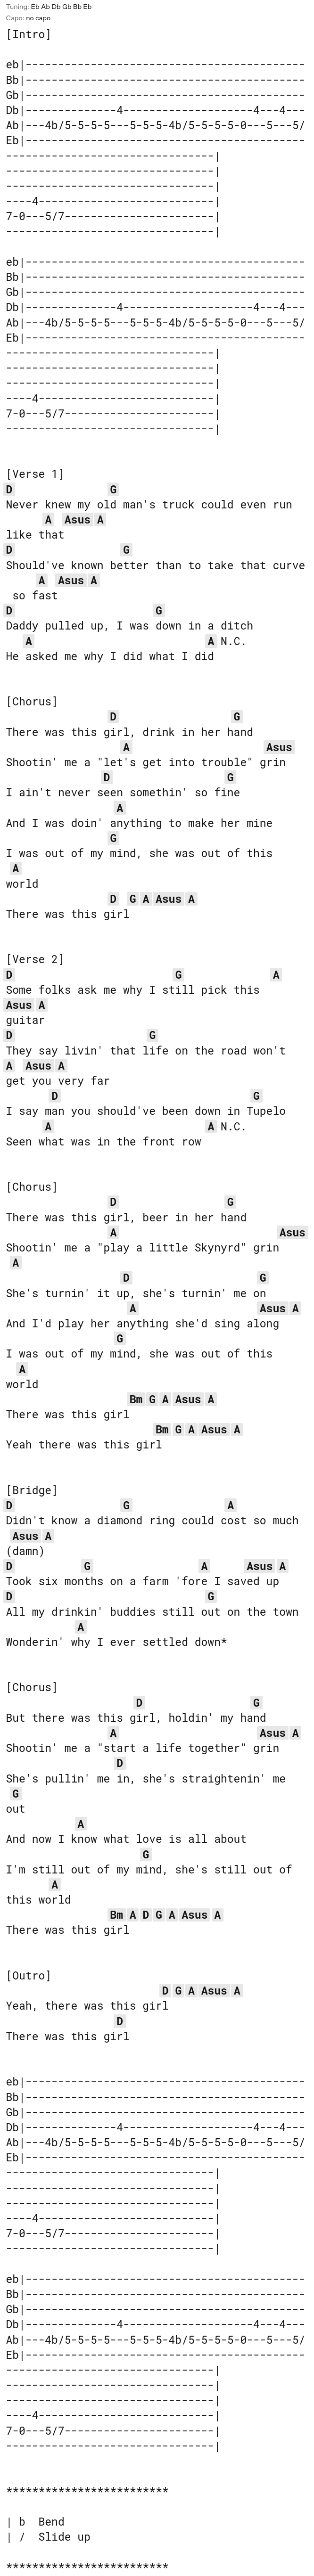 Tuning: Eb Ab Db Gb Bb Eb
Capo: no capo
[Intro]

eb|-------------------------------------------
Bb|-------------------------------------------
Gb|-------------------------------------------
Db|--------------4--------------------4---4---
Ab|---4b/5-5-5-5---5-5-5-4b/5-5-5-5-0---5---5/
Eb|-------------------------------------------
--------------------------------|
--------------------------------|
--------------------------------|
----4---------------------------|
7-0---5/7-----------------------|
--------------------------------|

eb|-------------------------------------------
Bb|-------------------------------------------
Gb|-------------------------------------------
Db|--------------4--------------------4---4---
Ab|---4b/5-5-5-5---5-5-5-4b/5-5-5-5-0---5---5/
Eb|-------------------------------------------
--------------------------------|
--------------------------------|
--------------------------------|
----4---------------------------|
7-0---5/7-----------------------|
--------------------------------|

[Verse 1]
D               G
Never knew my old man's truck could even run
      A  Asus A
like that
D                 G
Should've known better than to take that curve
     A  Asus A
 so fast
D                      G
Daddy pulled up, I was down in a ditch
   A                           A N.C.
He asked me why I did what I did

[Chorus]
                D                  G
There was this girl, drink in her hand
                  A                     Asus
Shootin' me a "let's get into trouble" grin
               D                  G
I ain't never seen somethin' so fine
                 A
And I was doin' anything to make her mine
                G
I was out of my mind, she was out of this
 A
world
                D  G A Asus A
There was this girl

[Verse 2]
D                         G              A
Some folks ask me why I still pick this
Asus A
guitar
D                     G
They say livin' that life on the road won't
A  Asus A
get you very far
       D                              G
I say man you should've been down in Tupelo
      A                        A N.C.
Seen what was in the front row

[Chorus]
                D                 G
There was this girl, beer in her hand
                A                         Asus
Shootin' me a "play a little Skynyrd" grin
 A
                  D                    G
She's turnin' it up, she's turnin' me on
                   A                   Asus A
And I'd play her anything she'd sing along
                 G
I was out of my mind, she was out of this
  A
world
                   Bm G A Asus A
There was this girl
                       Bm G A Asus A
Yeah there was this girl

[Bridge]
D                 G               A
Didn't know a diamond ring could cost so much
 Asus A
(damn)
D           G                 A      Asus A
Took six months on a farm 'fore I saved up
D                              G
All my drinkin' buddies still out on the town
           A
Wonderin' why I ever settled down*

[Chorus]
                    D                 G
But there was this girl, holdin' my hand
                A                      Asus A
Shootin' me a "start a life together" grin
                 D
She's pullin' me in, she's straightenin' me
 G
out
           A
And now I know what love is all about
                     G
I'm still out of my mind, she's still out of
       A
this world
                Bm A D G A Asus A
There was this girl

[Outro]
                        D G A Asus A
Yeah, there was this girl
                 D
There was this girl

eb|-------------------------------------------
Bb|-------------------------------------------
Gb|-------------------------------------------
Db|--------------4--------------------4---4---
Ab|---4b/5-5-5-5---5-5-5-4b/5-5-5-5-0---5---5/
Eb|-------------------------------------------
--------------------------------|
--------------------------------|
--------------------------------|
----4---------------------------|
7-0---5/7-----------------------|
--------------------------------|

eb|-------------------------------------------
Bb|-------------------------------------------
Gb|-------------------------------------------
Db|--------------4--------------------4---4---
Ab|---4b/5-5-5-5---5-5-5-4b/5-5-5-5-0---5---5/
Eb|-------------------------------------------
--------------------------------|
--------------------------------|
--------------------------------|
----4---------------------------|
7-0---5/7-----------------------|
--------------------------------|

*************************

| b  Bend
| /  Slide up

*************************